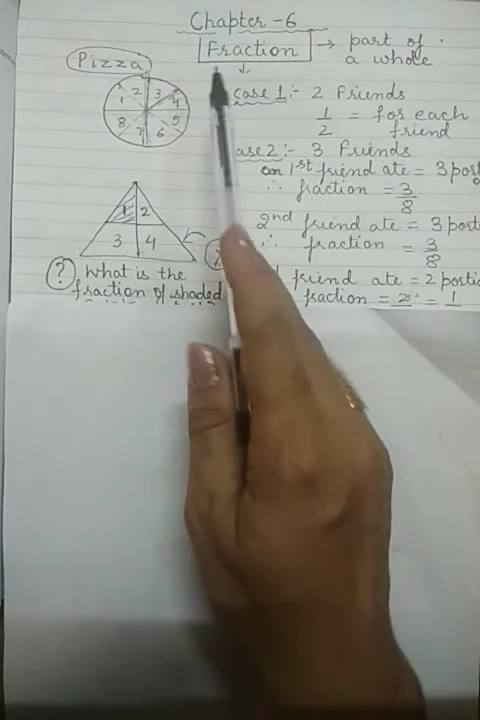 Chapter - 6
Fraction → part of a whole
Pizza
1 2 3 4 5 6 7 8
Case 1:- 2 Friends
1/2 = for each friend
ase 2:- 3 Friends
1st friend ate = 3
∴ fraction = 3/8
2nd friend ate = 3
∴ fraction = 3/8
friend ate = 2
fraction = 2 = 1
1 2
3 4
? What is the
fraction of shaded